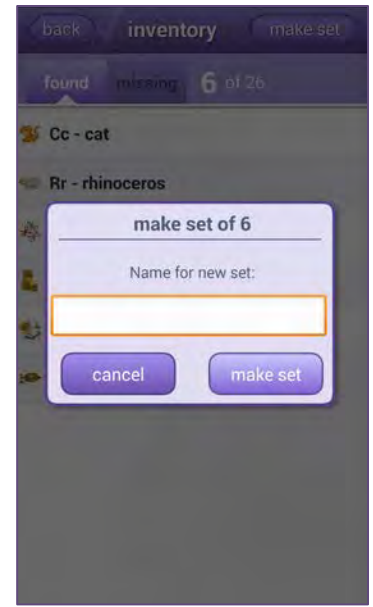 back inventory make set
found missing 6 of 26
Cc - cat
Rr - rhinoceros
make set of 6
Name for new set:
cancel make set